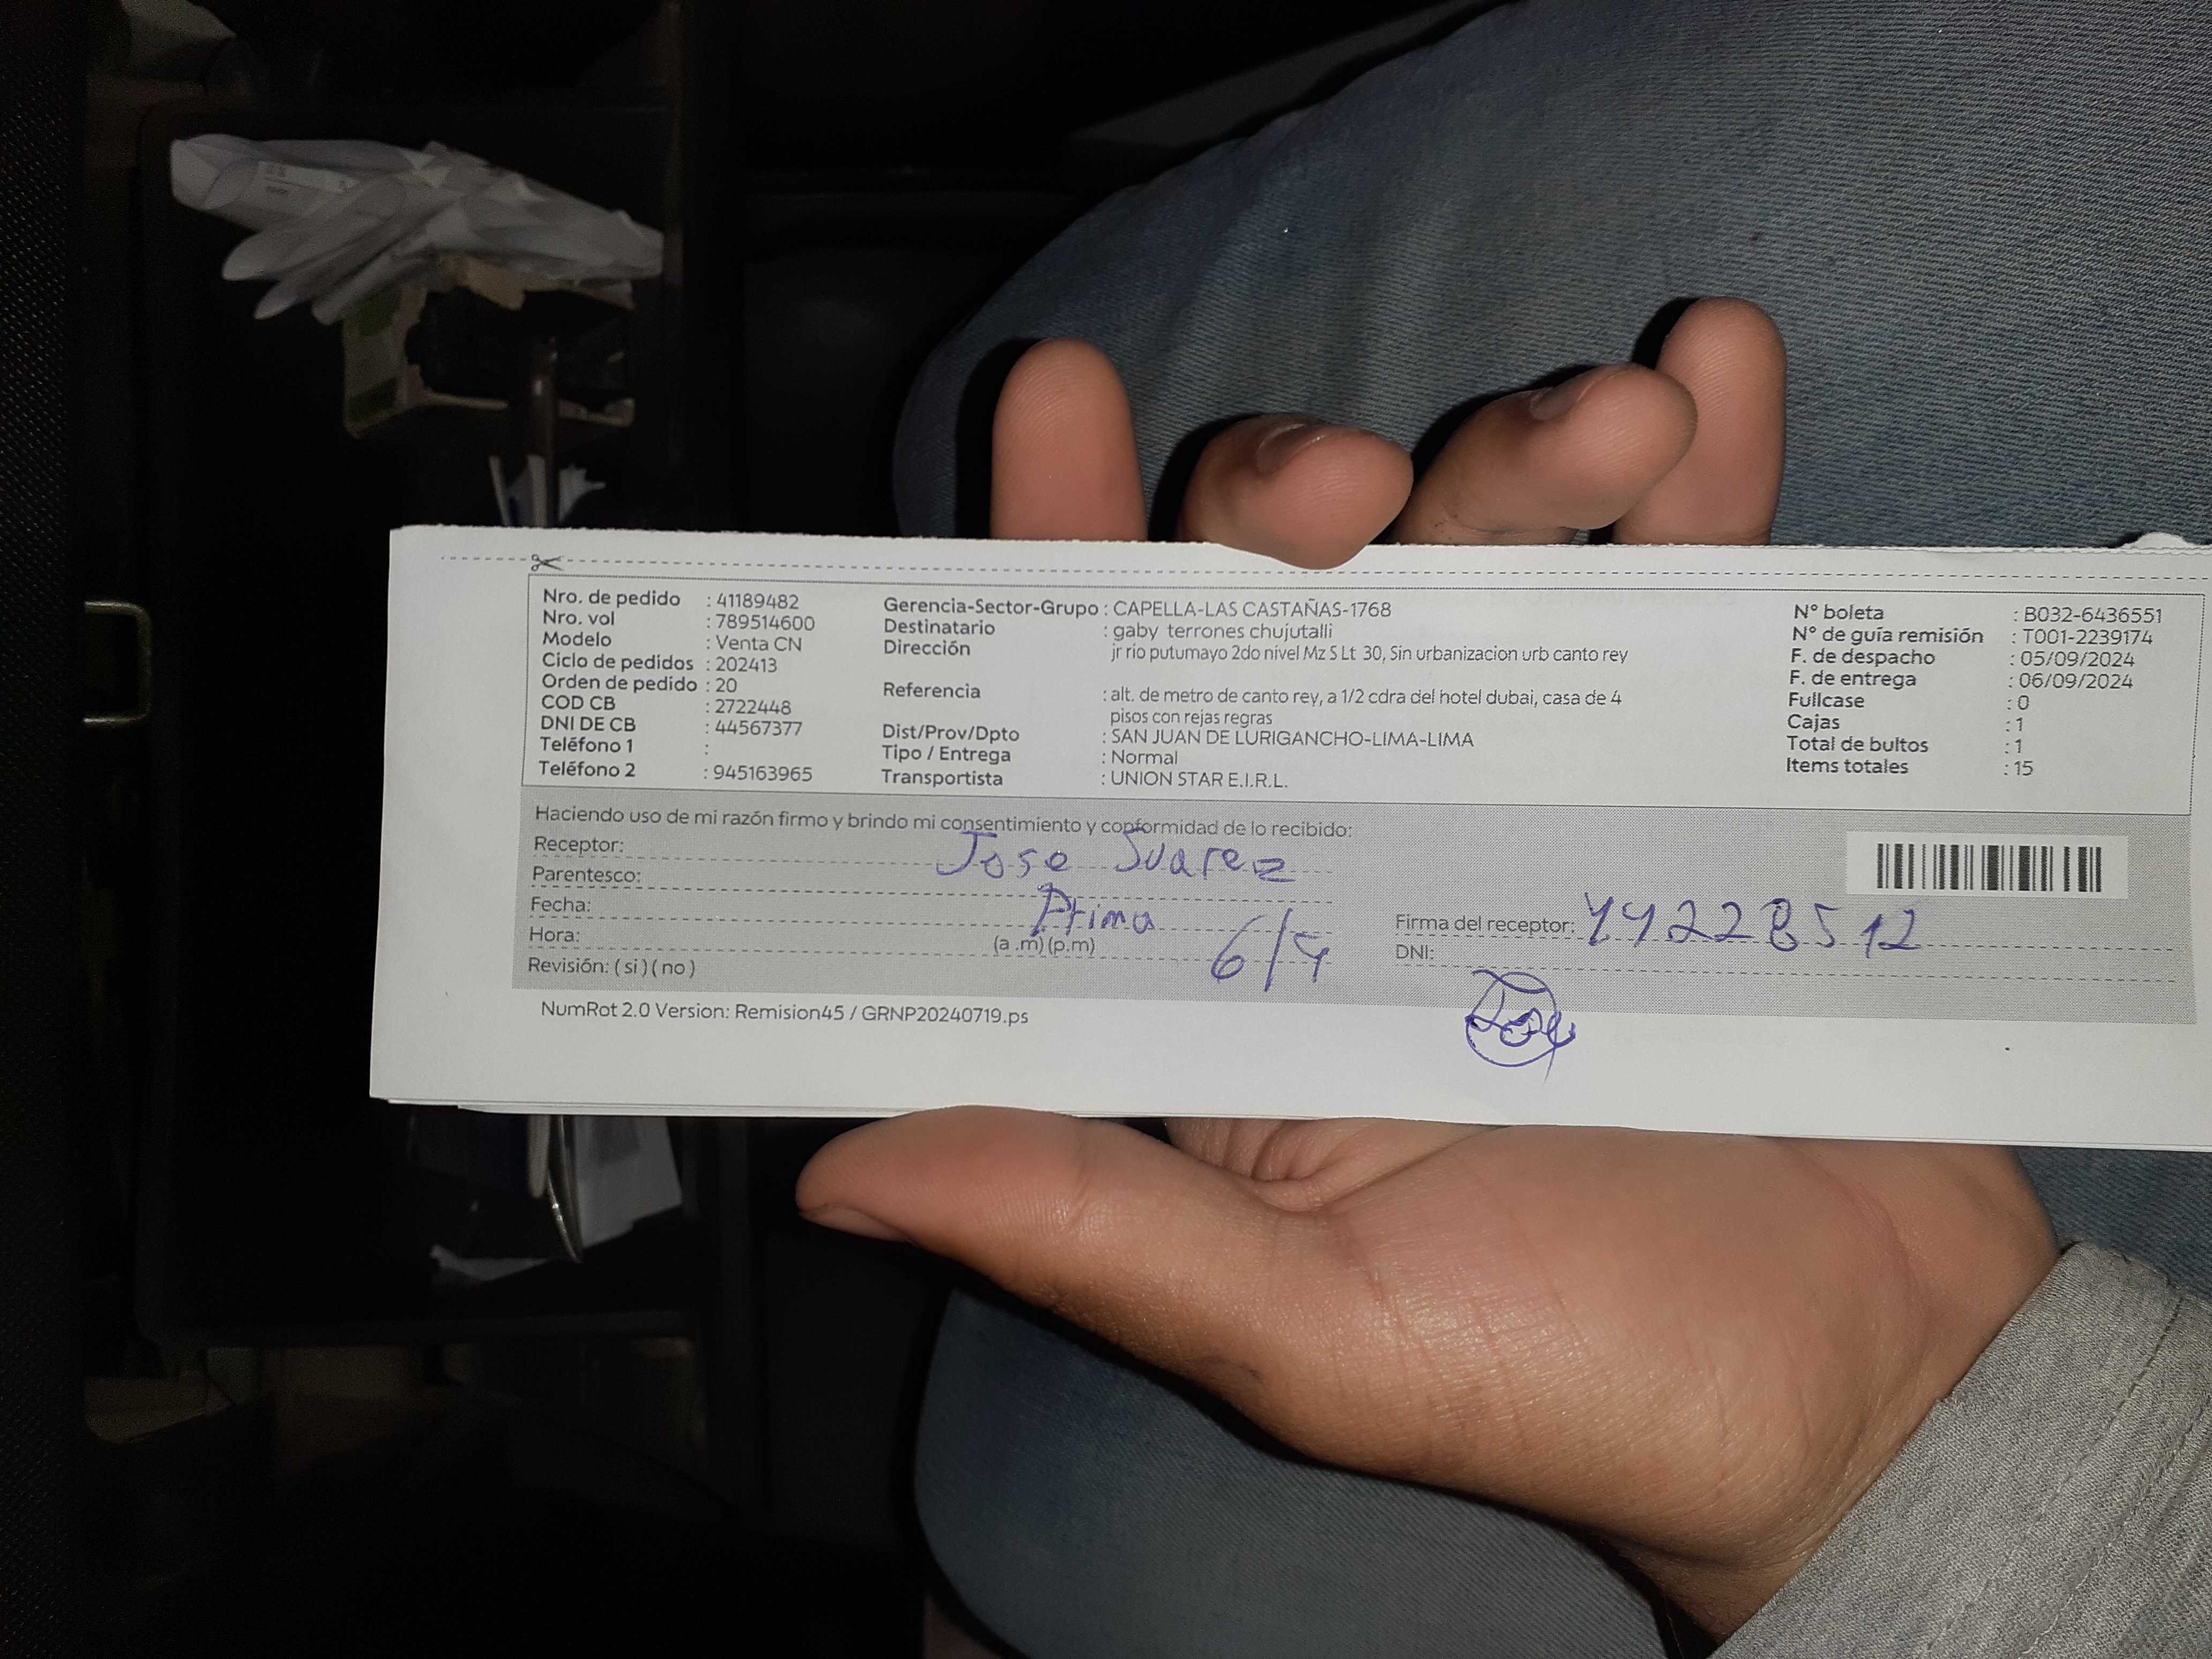 Nro. de pedido : 41189482
Nro. vol : 789514600
Modelo : Venta CN
Ciclo de pedidos : 202413
Orden de pedido : 20
COD CB : 2722448
DNI DE CB : 44567377
Teléfono 1 :
Teléfono 2 : 945163965
Gerencia-Sector-Grupo : CAPELLA-LAS CASTAÑAS-1768
Destinatario : gaby terrones chujutalli
Dirección jr rio putumayo 2do nivel Mz S Lt 30, Sin urbanizacion urb canto rey
Referencia : alt. de metro de canto rey, a 1/2 cdra del hotel dubai, casa de 4
pisos con rejas regras
Dist/Prov/Dpto : SAN JUAN DE LURIGANCHO-LIMA-LIMA
Tipo / Entrega : Normal
Transportista : UNION STAR E.I.R.L.
N° boleta : B032-6436551
N° de guía remisión : T001-2239174
F. de despacho : 05/09/2024
F. de entrega : 06/09/2024
Fullcase : 0
Cajas : 1
Total de bultos : 1
Items totales : 15
Haciendo uso de mi razón firmo y brindo mi consentimiento y conformidad de lo recibido:
Receptor: Jose Suarez
Parentesco:
Fecha: Primo
Hora: (a .m) (p.m)
Revisión: ( si ) ( no )
Firma del receptor:
DNI:
NumRot 2.0 Version: Remision45 / GRNP20240719.ps